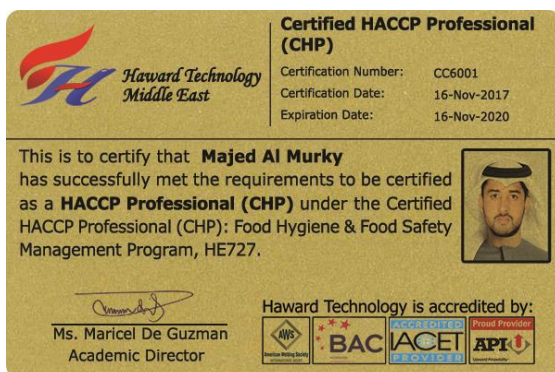 Haward Technology
Middle East
Certified HACCP Professional
(CHP)
Certification Number: CC6001
Certification Date: 16-Nov-2017
Expiration Date: 16-Nov-2020
This is to certify that Majed Al Murky
has successfully met the requirements to be certified
as a HACCP Professional (CHP) under the Certified
HACCP Professional (CHP): Food Hygiene & Food Safety
Management Program, HE727.
Ms. Maricel De Guzman
Academic Director
Haward Technology is accredited by:
AWS
American Welding Society
BAC
ACCREDITED
IACET
PROVIDER
Proud Provider
API